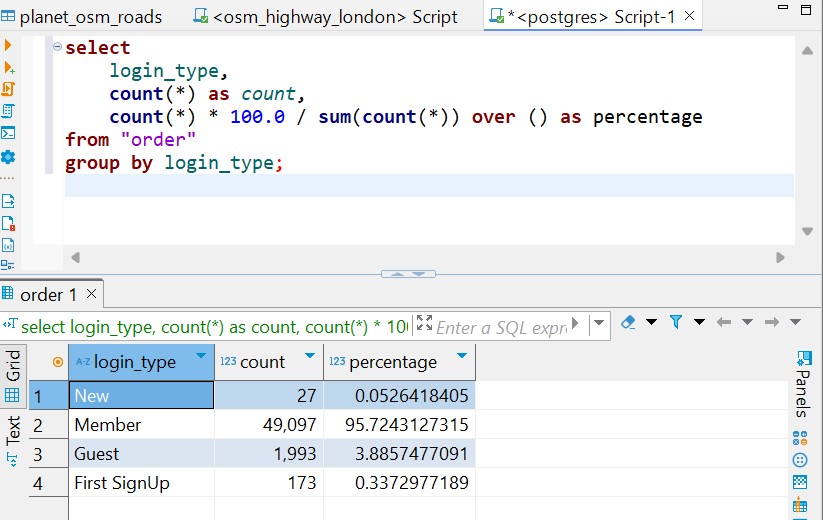 planet_osm_roads <osm_highway_london> Script *<postgres> Script-1
select
login_type,
count(*) as count,
count(*) * 100.0 / sum(count(*)) over () as percentage
from "order"
group by login_type;
order 1
select login_type, count(*) as count, count(*) * 10 Enter a SQL expre
Grid
Text
Panels
A-Z login_type 123 count 123 percentage
1 New 27 0.0526418405
2 Member 49,097 95.7243127315
3 Guest 1,993 3.8857477091
4 First SignUp 173 0.3372977189